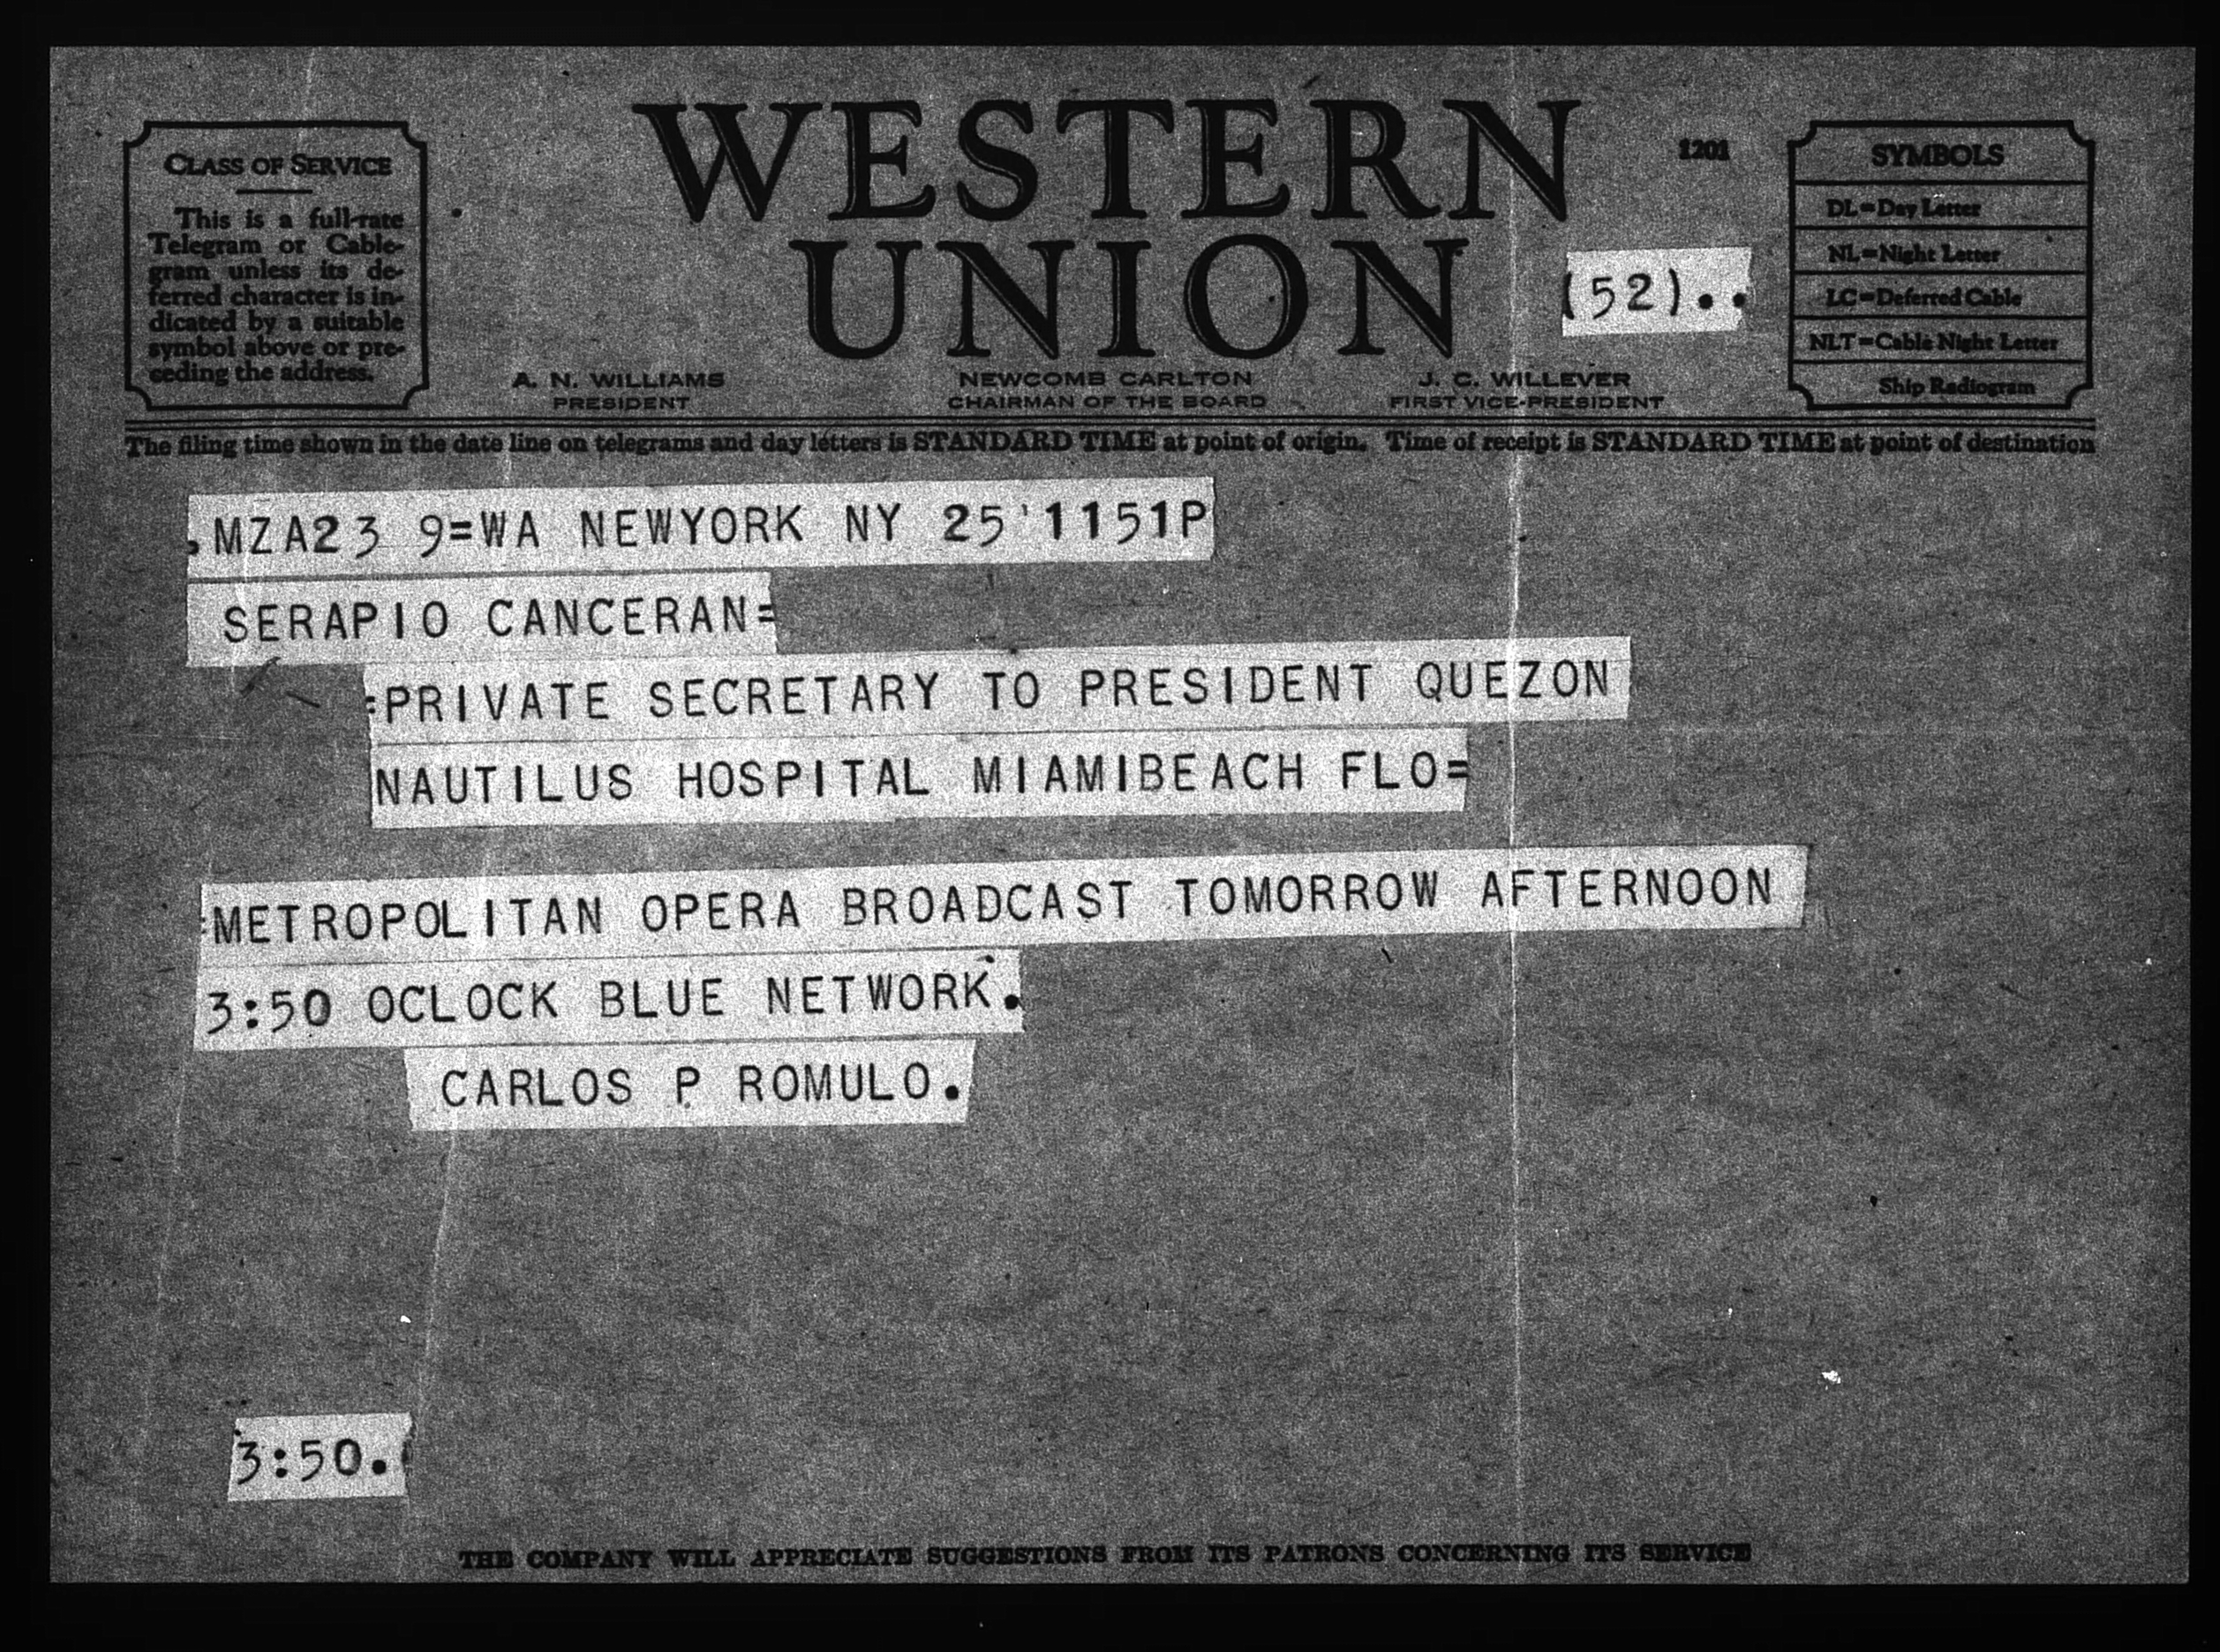 WESTERN
UNION
1201
(52)..
CLASS OF SERVICE
This is a full-rate
Telegram or Cable-
gram unless its de-
ferred character is in-
dicated by a suitable
symbol above or pre-
ceding the address.
A. N. WILLIAMS
PRESIDENT
NEWCOMB CARLTON
CHAIRMAN OF THE BOARD
J. C. WILLEVER
FIRST VICE-PRESIDENT
SYMBOLS
DL=Day Letter
NL=Night Letter
LC=Deferred Cable
NLT=Cable Night Letter
Ship Radiogram
The filing time shown in the date line on telegrams and day letters is STANDARD TIME at point of origin. Time of receipt is STANDARD TIME at point of destination
,MZA23 9=WA NEWYORK NY 25'1151P
SERAPIO CANCERAN=
=PRIVATE SECRETARY TO PRESIDENT QUEZON
NAUTILUS HOSPITAL MIAMIBEACH FLO=
:METROPOLITAN OPERA BROADCAST TOMORROW AFTERNOON
3:50 OCLOCK BLUE NETWORK.
CARLOS P ROMULO.
3:50.
THE COMPANY WILL APPRECIATE SUGGESTIONS FROM ITS PATRONS CONCERNING ITS SERVICE